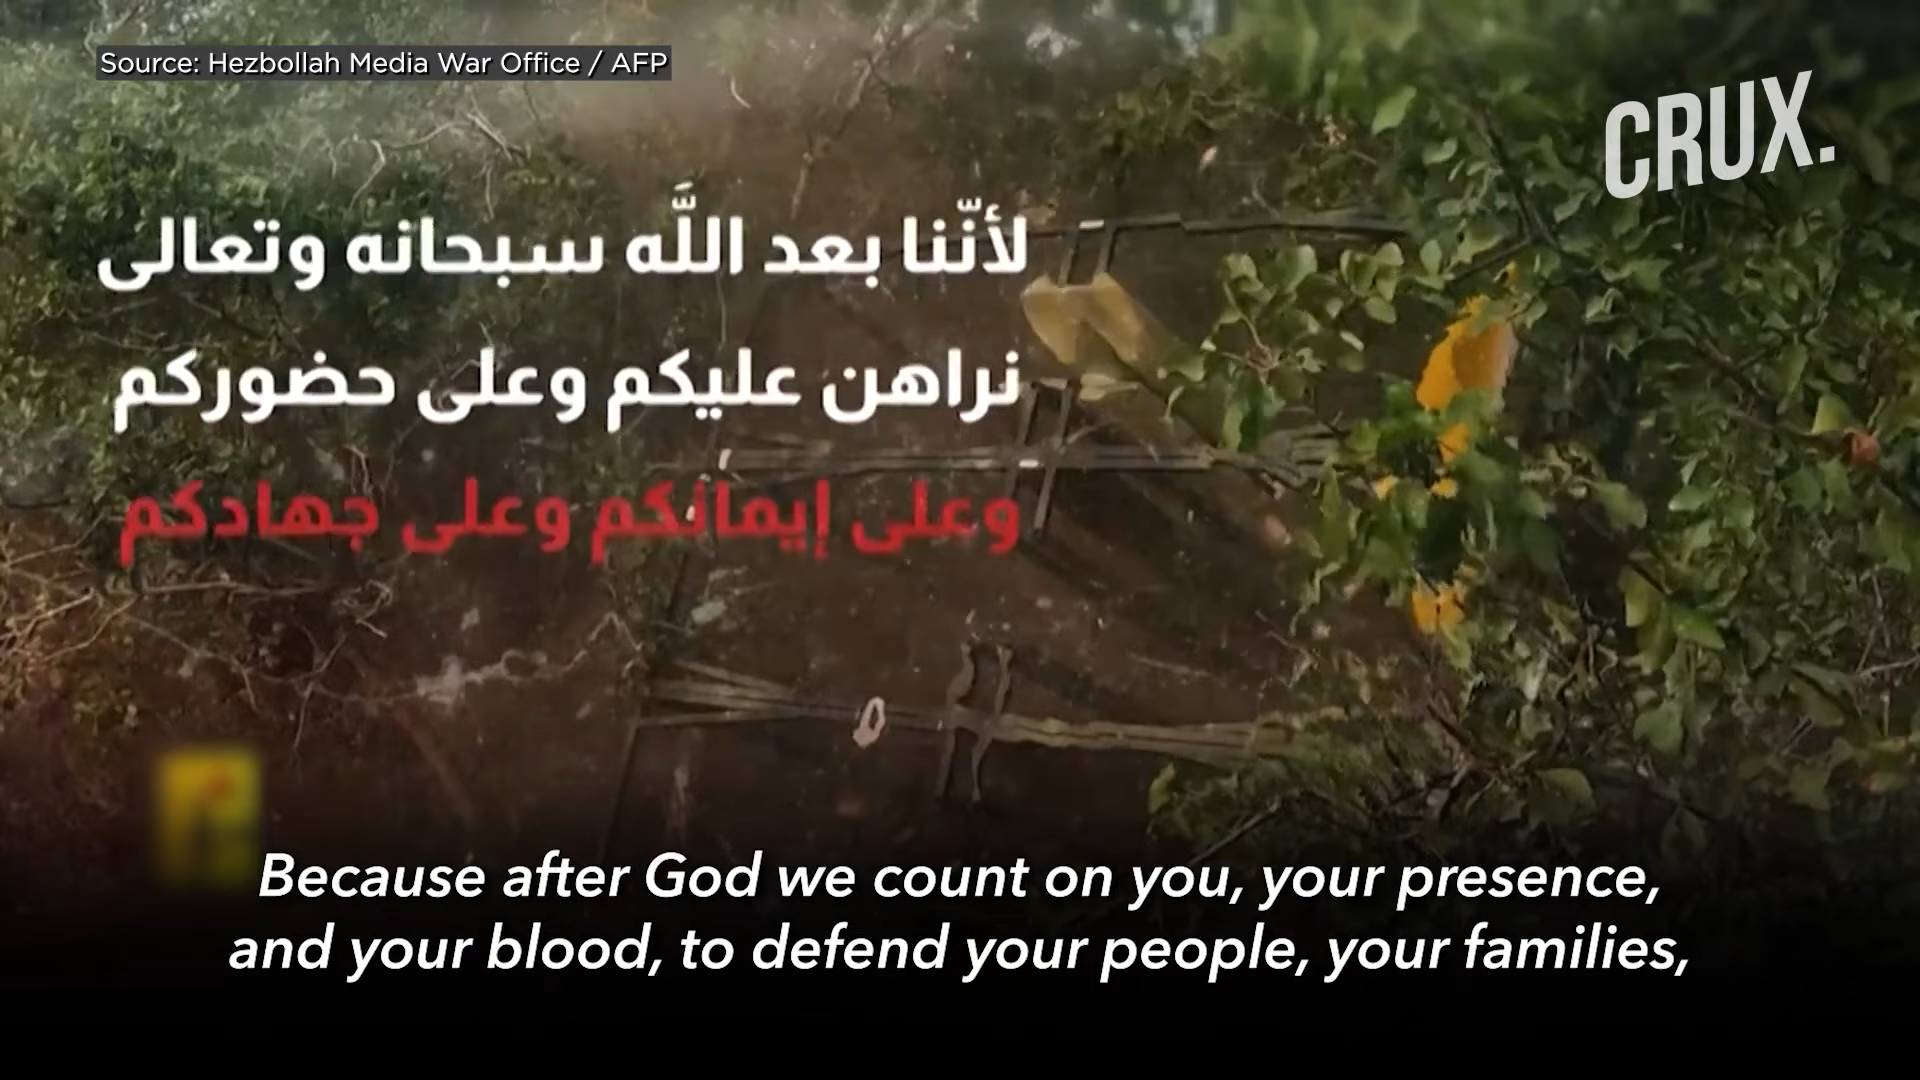 Source: Hezbollah Media War Office / AFP
CRUX.
لأنّنا بعد اللَّه سبحانه وتعالى
نراهن عليكم وعلى حضوركم
وعلى إيمانكم وعلى جهادكم
Because after God we count on you, your presence,
and your blood, to defend your people, your families,